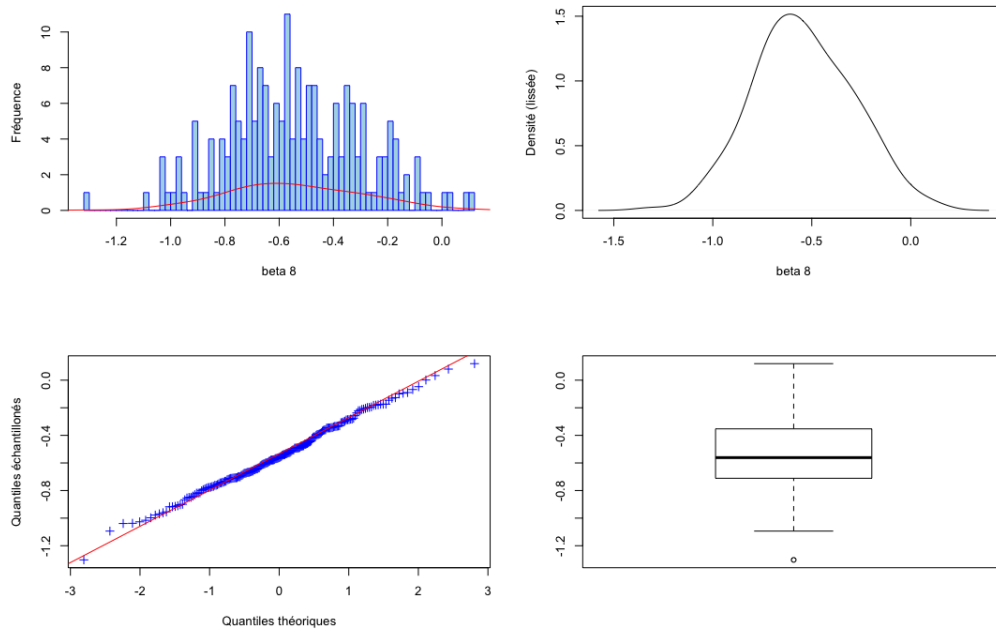 Fréquence
0 2 4 6 8 10
-1.2 -1.0 -0.8 -0.6 -0.4 -0.2 0.0
beta 8
Densité (lissée)
0.0 0.5 1.0 1.5
-1.5 -1.0 -0.5 0.0
beta 8
Quantiles échantillonés
-1.2 -0.8 -0.4 0.0
-3 -2 -1 0 1 2 3
Quantiles théoriques
-1.2 -0.8 -0.4 0.0